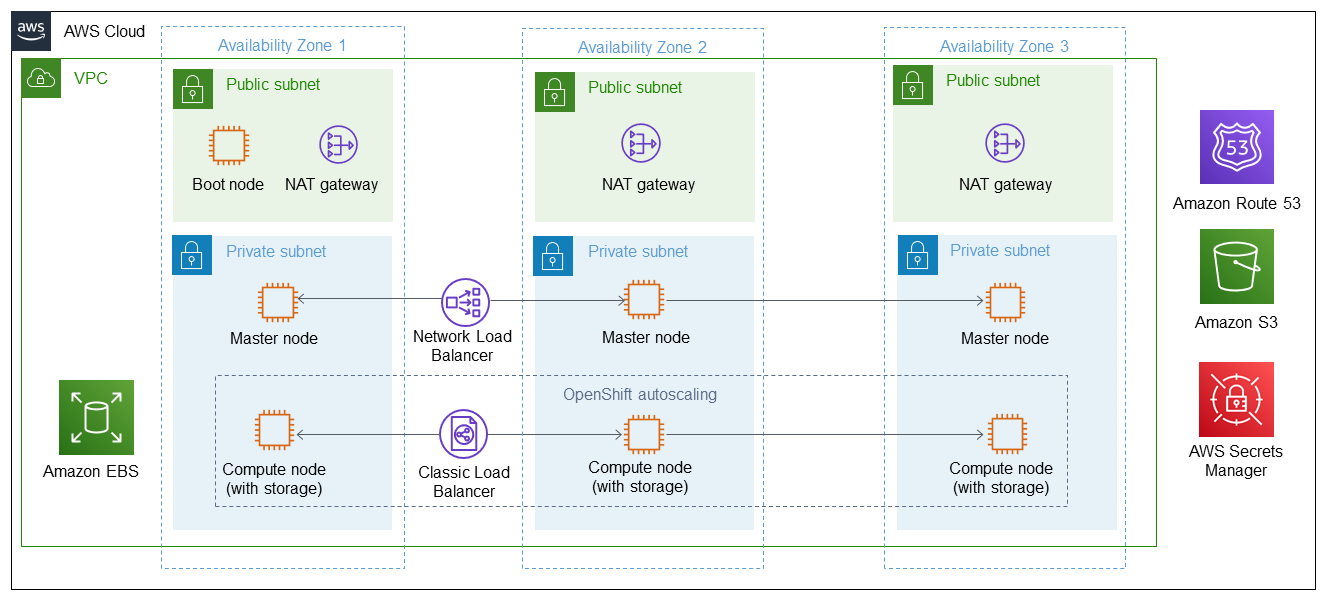 aws
AWS Cloud
Availability Zone 1
Availability Zone 2
Availability Zone 3
VPC
Public subnet
Public subnet
Public subnet
Boot node
NAT gateway
NAT gateway
NAT gateway
53
Amazon Route 53
Private subnet
Private subnet
Private subnet
Master node
Network Load
Balancer
Master node
Master node
Amazon S3
OpenShift autoscaling
Amazon EBS
Compute node
(with storage)
Classic Load
Balancer
Compute node
(with storage)
Compute node
(with storage)
AWS Secrets
Manager